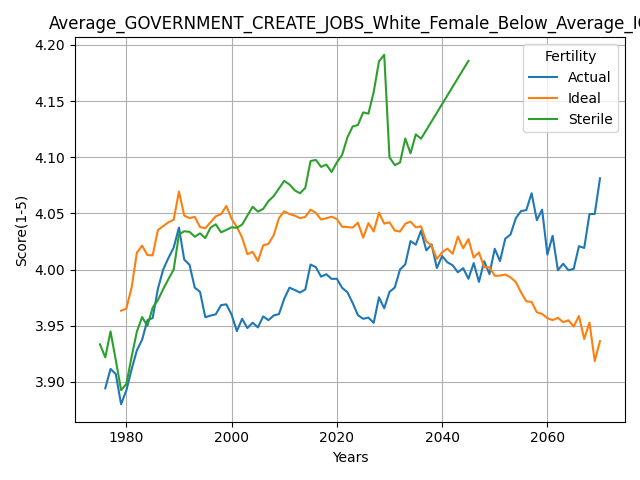 Average_GOVERNMENT_CREATE_JOBS_White_Female_Below_Average_IQ
4.20
4.15
4.10
4.05
4.00
3.95
3.90
Score(1-5)
Fertility
Actual
Ideal
Sterile
1980
2000
2020
2040
2060
Years